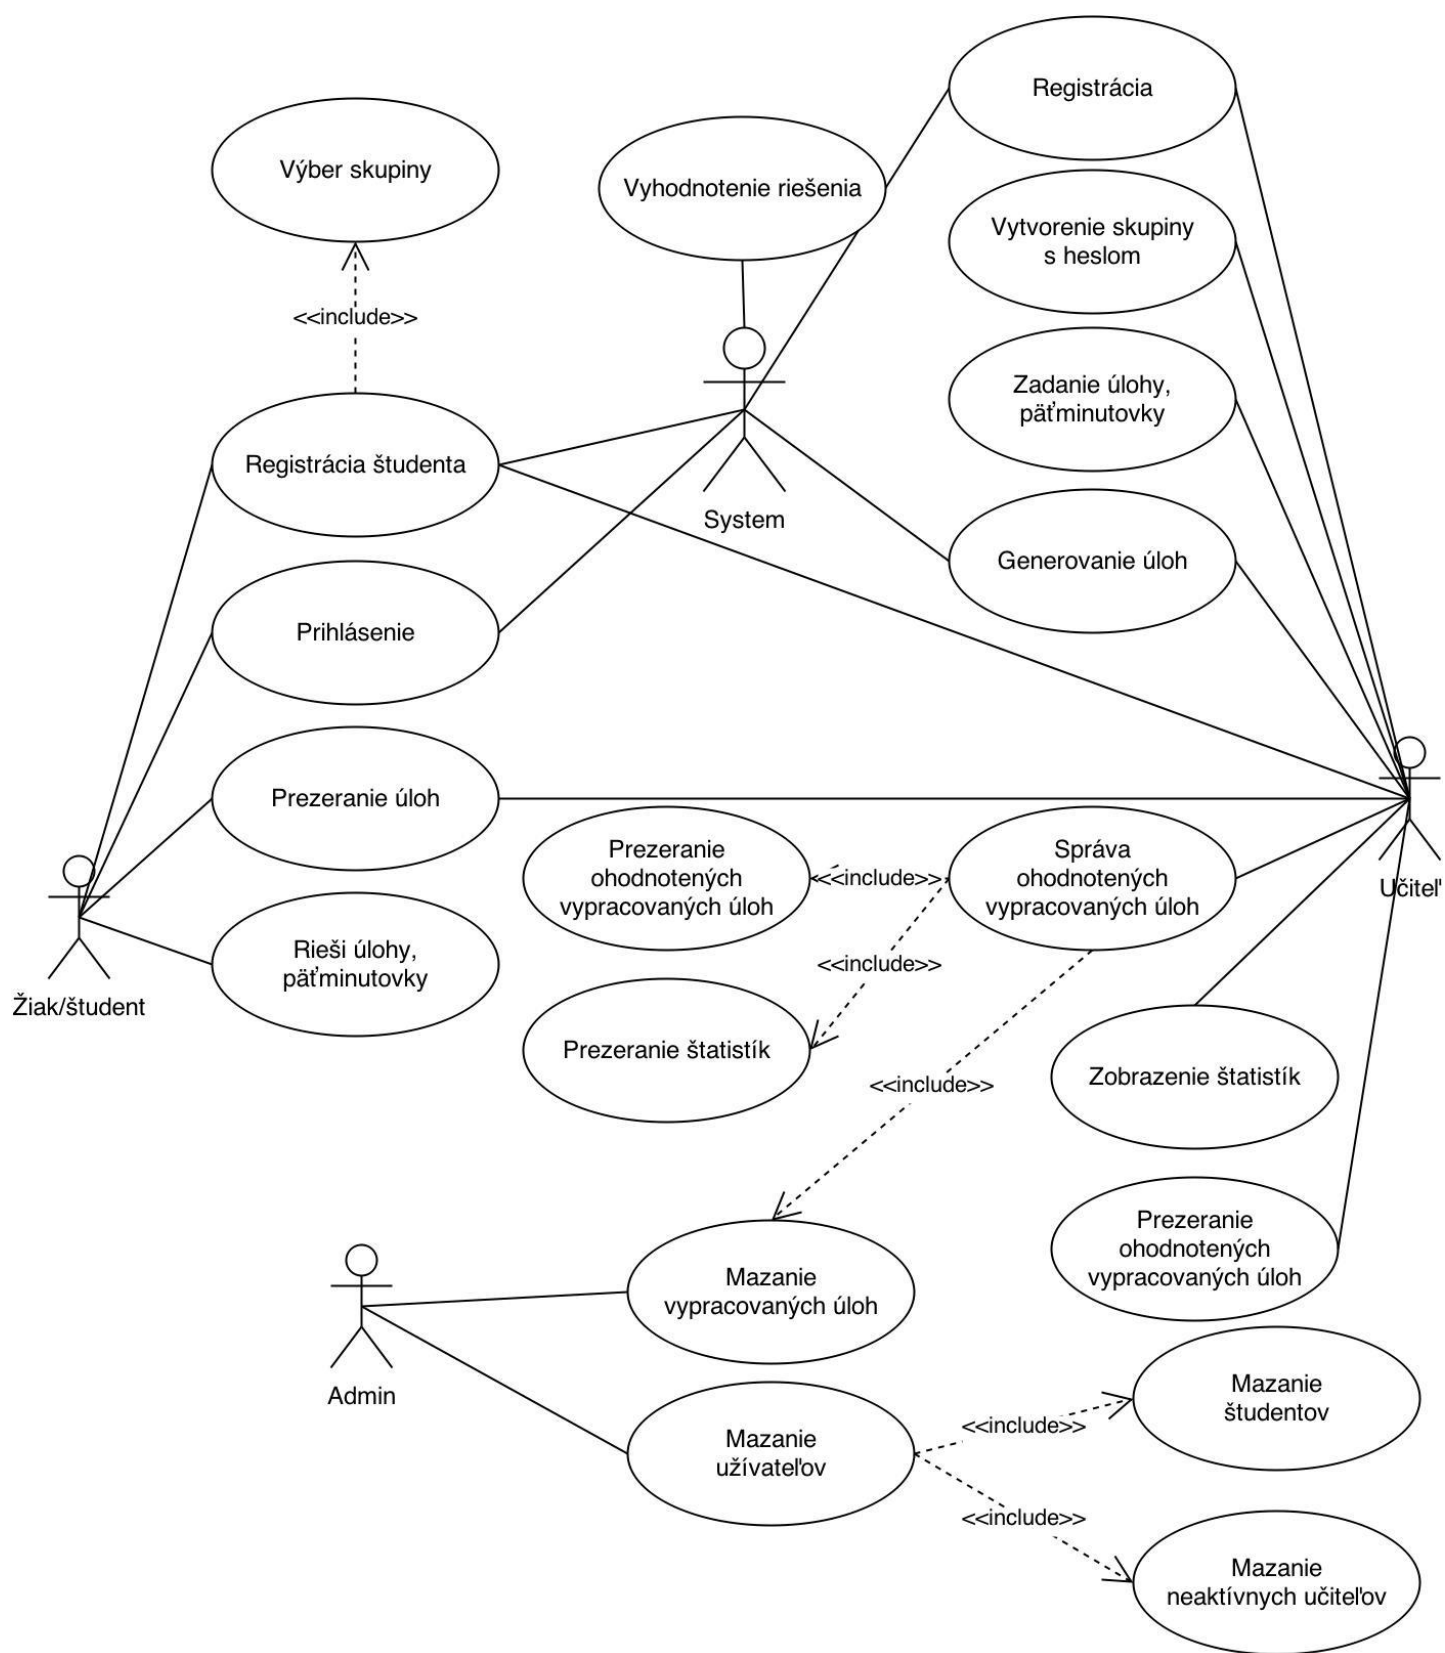 Registrácia
Výber skupiny
Vyhodnotenie riešenia
Vytvorenie skupiny
s heslom
<<include>>
Zadanie úlohy,
päťminutovky
Registrácia študenta
System
Generovanie úloh
Prihlásenie
Prezeranie úloh
Prezeranie
ohodnotených
vypracovaných úloh
<<include>>
Správa
ohodnotených
vypracovaných úloh
Učiteľ
Rieši úlohy,
päťminutovky
<<include>>
Žiak/študent
Prezeranie štatistík
<<include>>
Zobrazenie štatistík
Prezeranie
ohodnotených
vypracovaných úloh
Mazanie
vypracovaných úloh
Admin
Mazanie
študentov
<<include>>
Mazanie
užívateľov
<<include>>
Mazanie
neaktívnych učiteľov